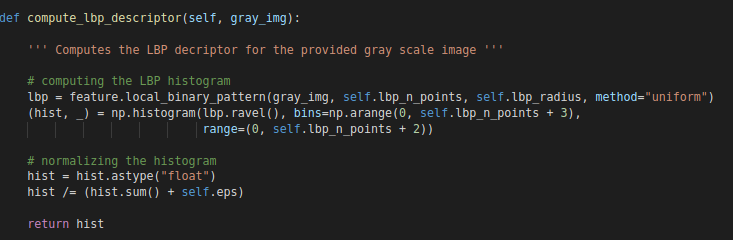 def compute_lbp_descriptor(self, gray_img):
''' Computes the LBP decriptor for the provided gray scale image '''
# computing the LBP histogram
lbp = feature.local_binary_pattern(gray_img, self.lbp_n_points, self.lbp_radius, method="uniform")
(hist, _) = np.histogram(lbp.ravel(), bins=np.arange(0, self.lbp_n_points + 3),
range=(0, self.lbp_n_points + 2))
# normalizing the histogram
hist = hist.astype("float")
hist /= (hist.sum() + self.eps)
return hist